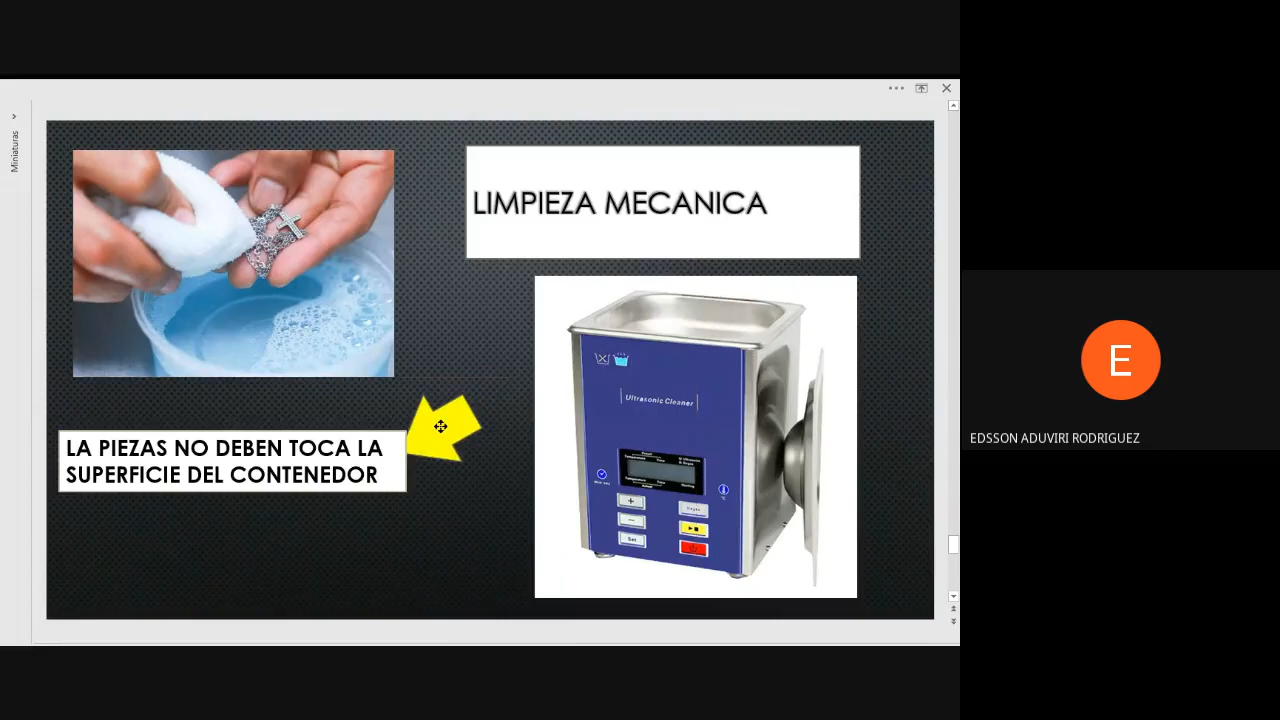 Miniaturas
LIMPIEZA MECANICA
Ultrasonic Cleaner
Set
LA PIEZAS NO DEBEN TOCA LA
SUPERFICIE DEL CONTENEDOR
E
EDSSON ADUVIRI RODRIGUEZ